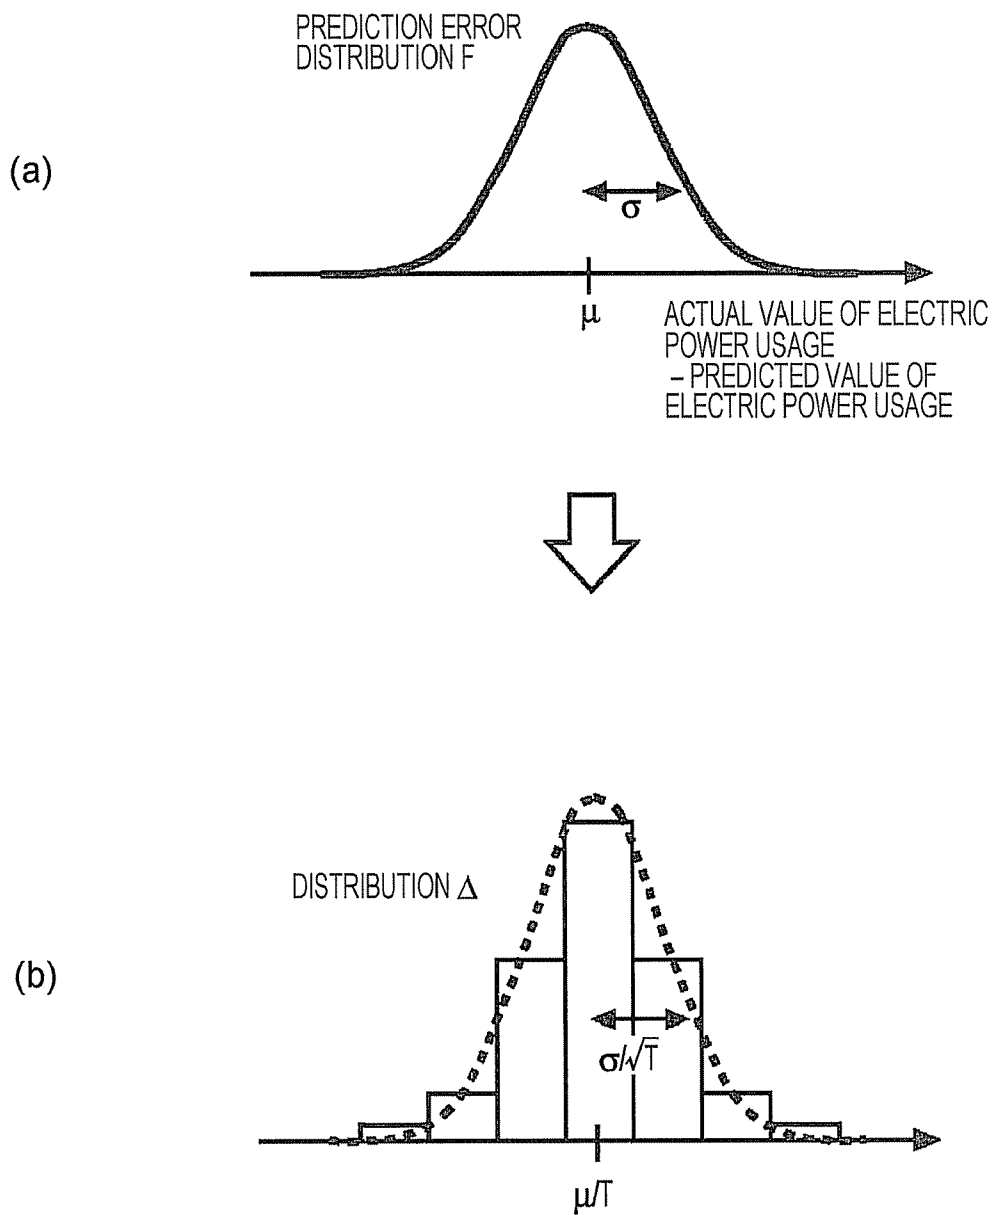 PREDICTION ERROR
DISTRIBUTION F
(a)
σ
μ
ACTUAL VALUE OF ELECTRIC
POWER USAGE
– PREDICTED VALUE OF
ELECTRIC POWER USAGE
DISTRIBUTION Δ
(b)
σ/√T
μ/T